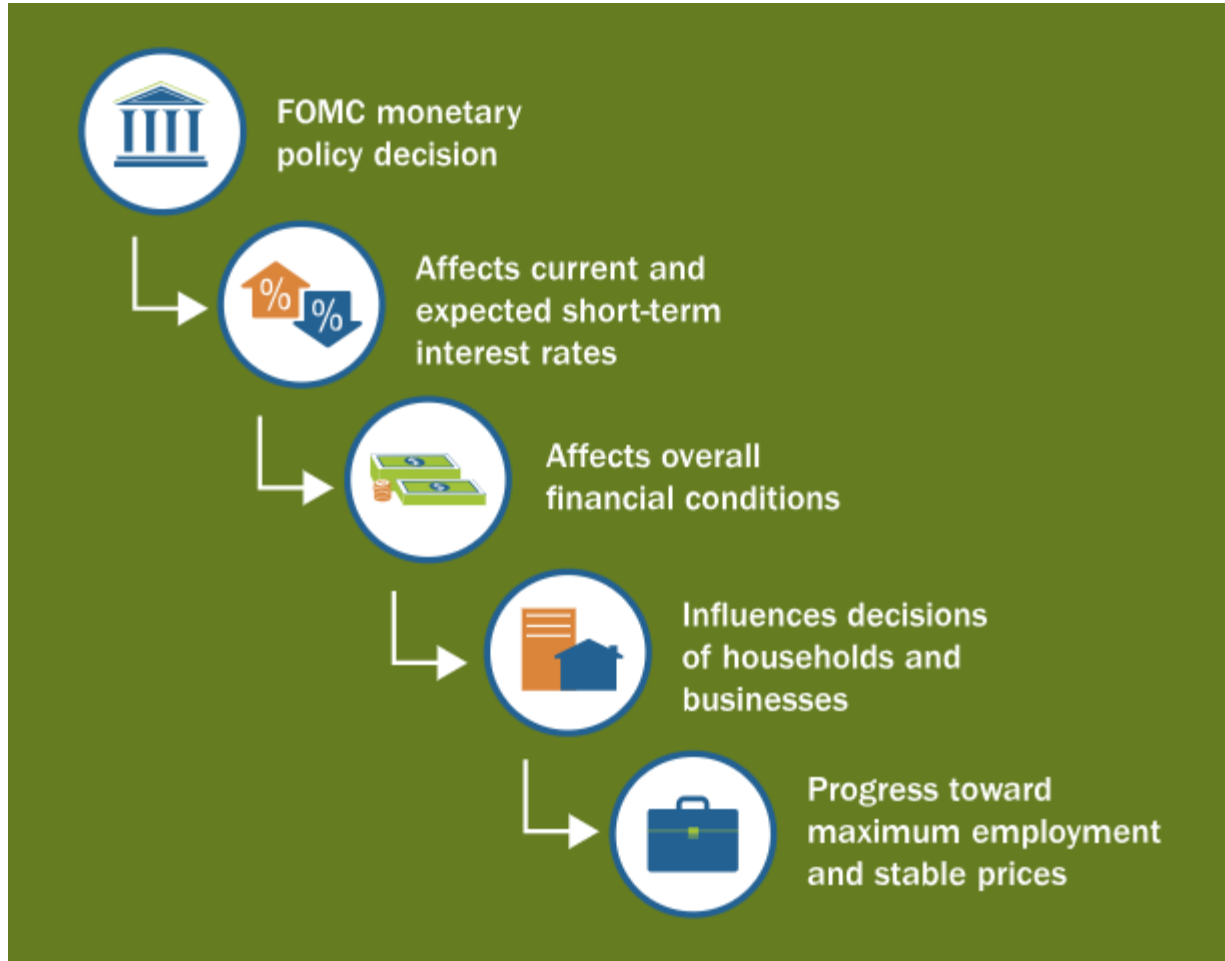 FOMC monetary
policy decision
%
%
Affects current and
expected short-term
interest rates
$
$
Affects overall
financial conditions
Influences decisions
of households and
businesses
Progress toward
maximum employment
and stable prices